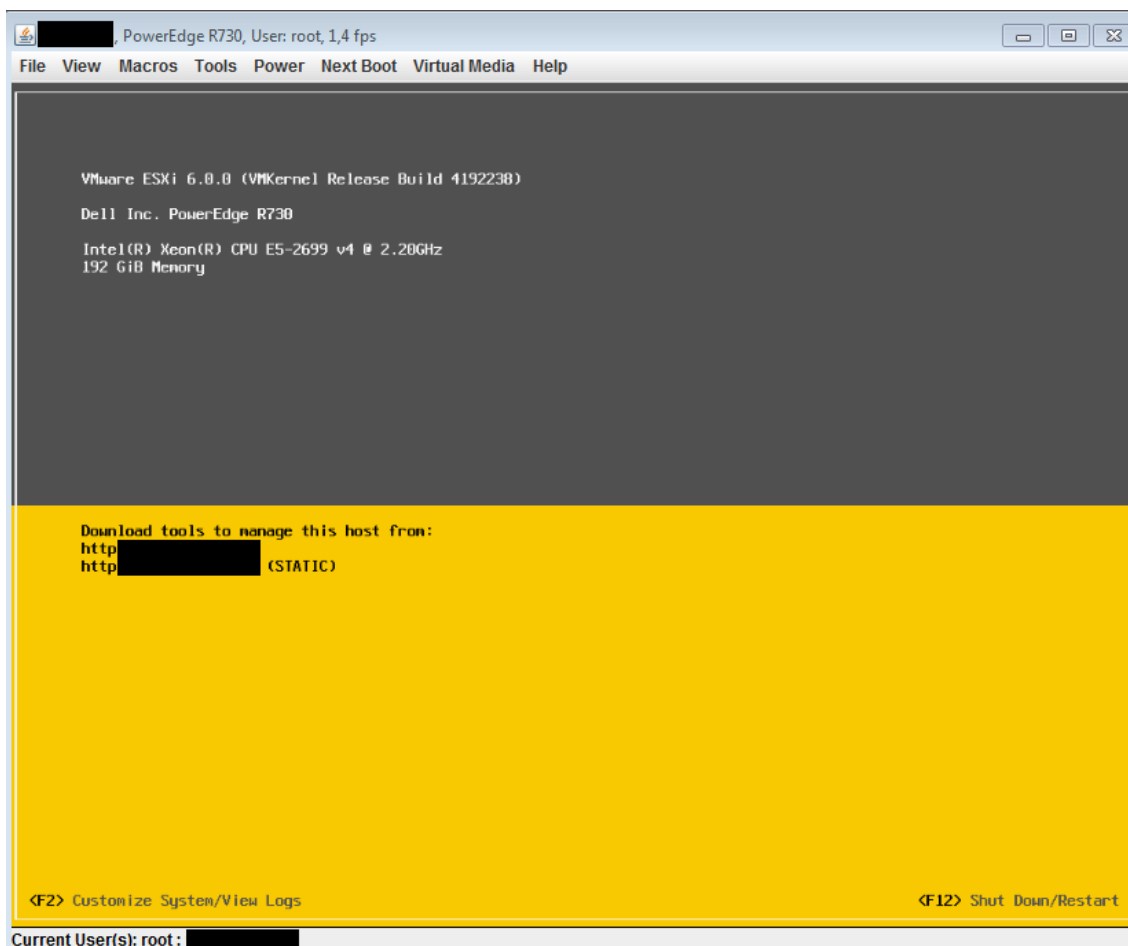 , PowerEdge R730, User: root, 1,4 fps
File View Macros Tools Power Next Boot Virtual Media Help
VMware ESXi 6.0.0 (VMKernel Release Build 4192238)
Dell Inc. PowerEdge R730
Intel(R) Xeon(R) CPU E5-2699 v4 @ 2.20GHz
192 GiB Memory
Download tools to manage this host from:
http
http (STATIC)
<F2> Customize System/View Logs <F12> Shut Down/Restart
Current User(s): root :